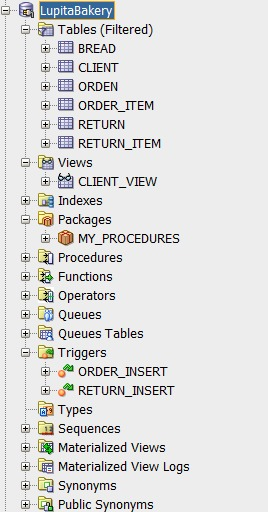 LupitaBakery
Tables (Filtered)
BREAD
CLIENT
ORDEN
ORDER_ITEM
RETURN
RETURN_ITEM
Views
CLIENT_VIEW
Indexes
Packages
MY_PROCEDURES
Procedures
Functions
Operators
Queues
Queues Tables
Triggers
ORDER_INSERT
RETURN_INSERT
Types
Sequences
Materialized Views
Materialized View Logs
Synonyms
Public Synonyms